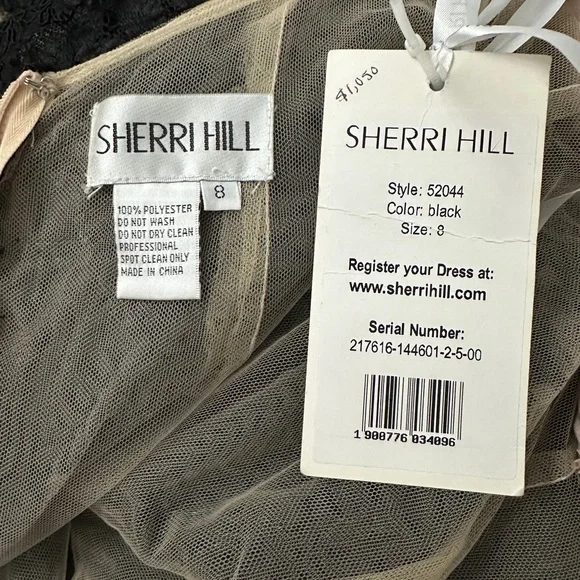 SHERRI HILL
8
100% POLYESTER
DO NOT WASH
DO NOT DRY CLEAN
PROFESSIONAL
SPOT CLEAN ONLY
MADE IN CHINA
$1,050
SHERRI HILL
Style: 52044
Color: black
Size: 8
Register your Dress at:
www.sherrihill.com
Serial Number:
217616-144601-2-5-00
1 900776 034096